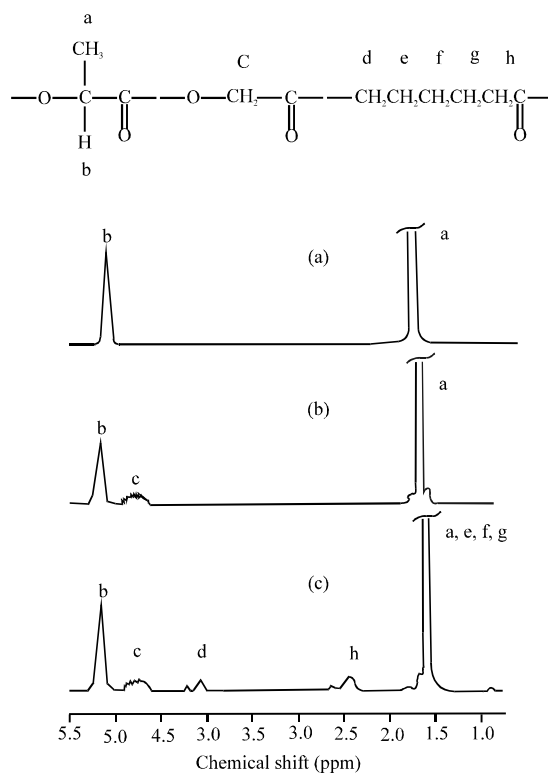 a
CH₃ C d e f g h
O C C O CH₂ C CH₂CH₂CH₂CH₂CH₂C
H O O O
b
b a
(a)
a
(b)
b
c
a, e, f, g
(c)
b
c d h
5.5 5.0 4.5 4.0 3.5 3.0 2.5 2.0 1.5 1.0
Chemical shift (ppm)